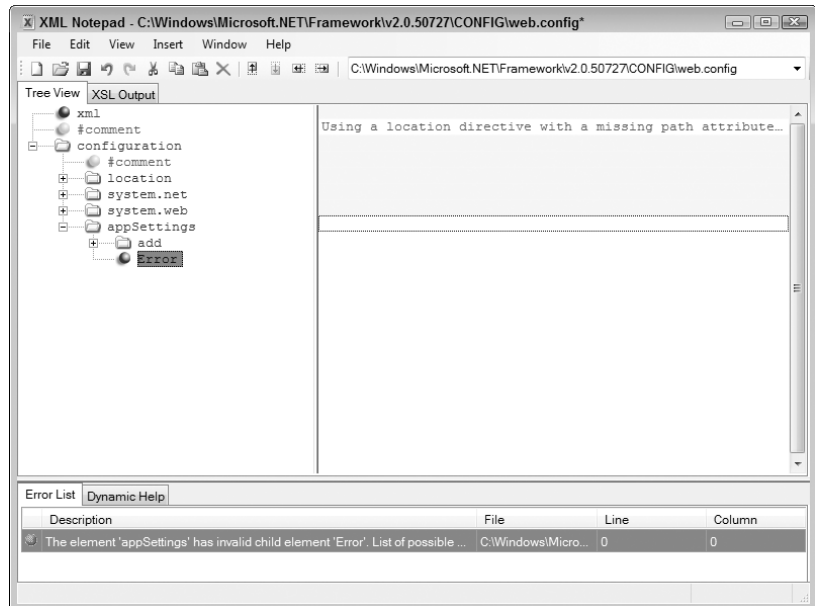 XML Notepad - C:\Windows\Microsoft.NET\Framework\v2.0.50727\CONFIG\web.config*
File Edit View Insert Window Help
C:\Windows\Microsoft.NET\Framework\v2.0.50727\CONFIG\web.config
Tree View XSL Output
xml
#comment
Using a location directive with a missing path attribute...
configuration
#comment
location
system.net
system.web
appSettings
add
Error
Error List Dynamic Help
Description File Line Column
The element 'appSettings' has invalid child element 'Error'. List of possible ... C:\Windows\Micro... 0 0